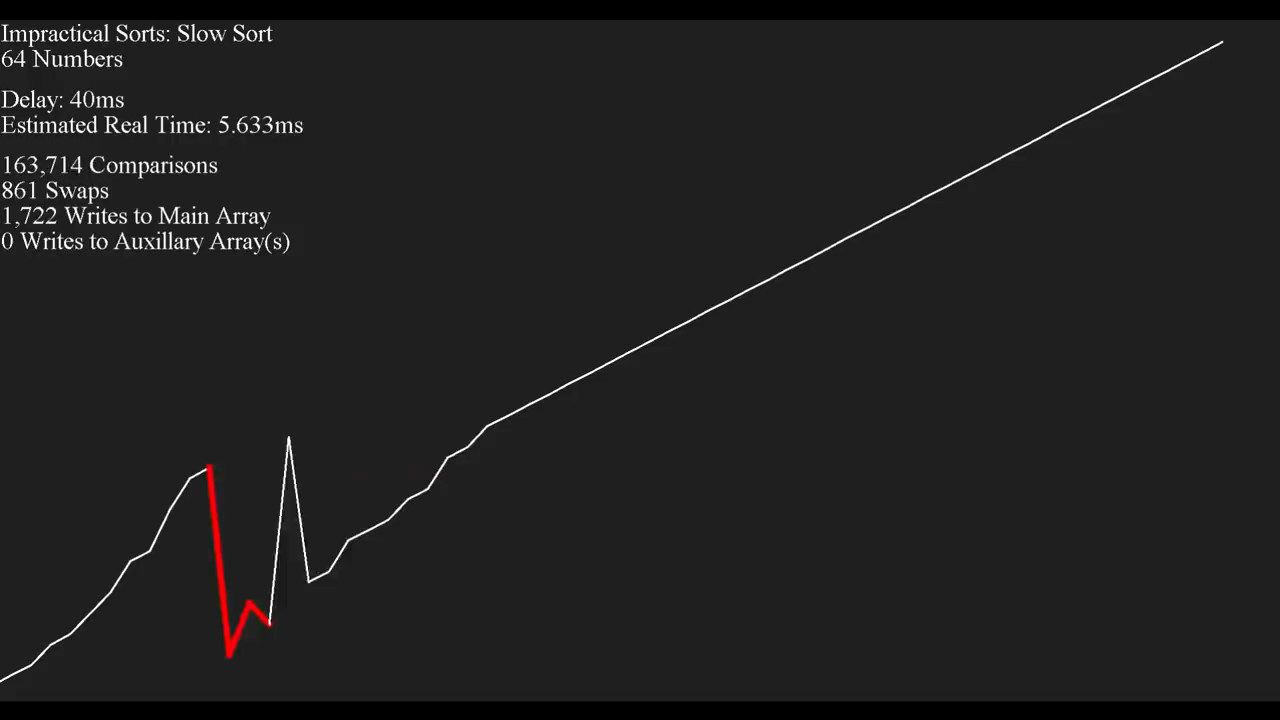 Impractical Sorts: Slow Sort
64 Numbers
Delay: 40ms
Estimated Real Time: 5.633ms
163,714 Comparisons
861 Swaps
1,722 Writes to Main Array
0 Writes to Auxillary Array(s)